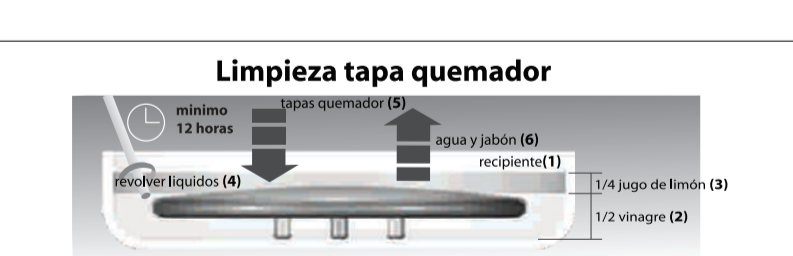 Limpieza tapa quemador
minimo
12 horas
tapas quemador (5)
agua y jabón (6)
recipiente(1)
revolver liquidos (4)
1/4 jugo de limón (3)
1/2 vinagre (2)